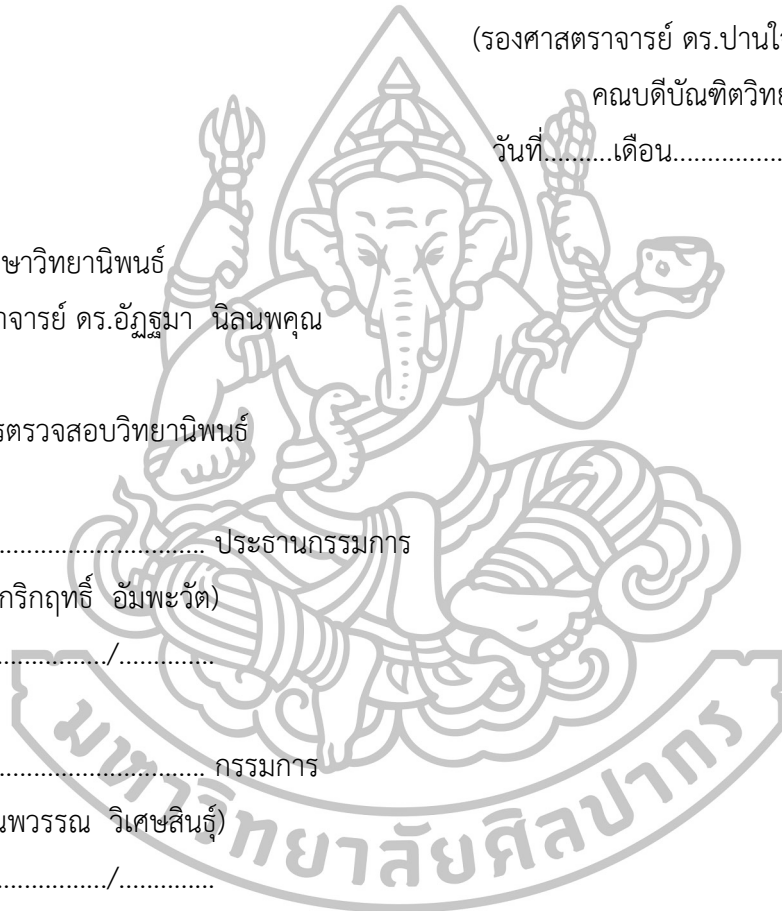 (รองศาสตราจารย์ ดร.ปานใ
คณบดีบัณฑิตวิทย
วันที่..........เดือน.................
ษาวิทยานิพนธ์
าจารย์ ดร.อัฏฐมา นิลนพคุณ
รตรวจสอบวิทยานิพนธ์
................................... ประธานกรรมการ
กริกฤทธิ์ อัมพะวัต)
.................../..............
................................... กรรมการ
นพวรรณ วิเศษสินธุ์)
.................../..............
มหาวิทยาลัยศิลปากร